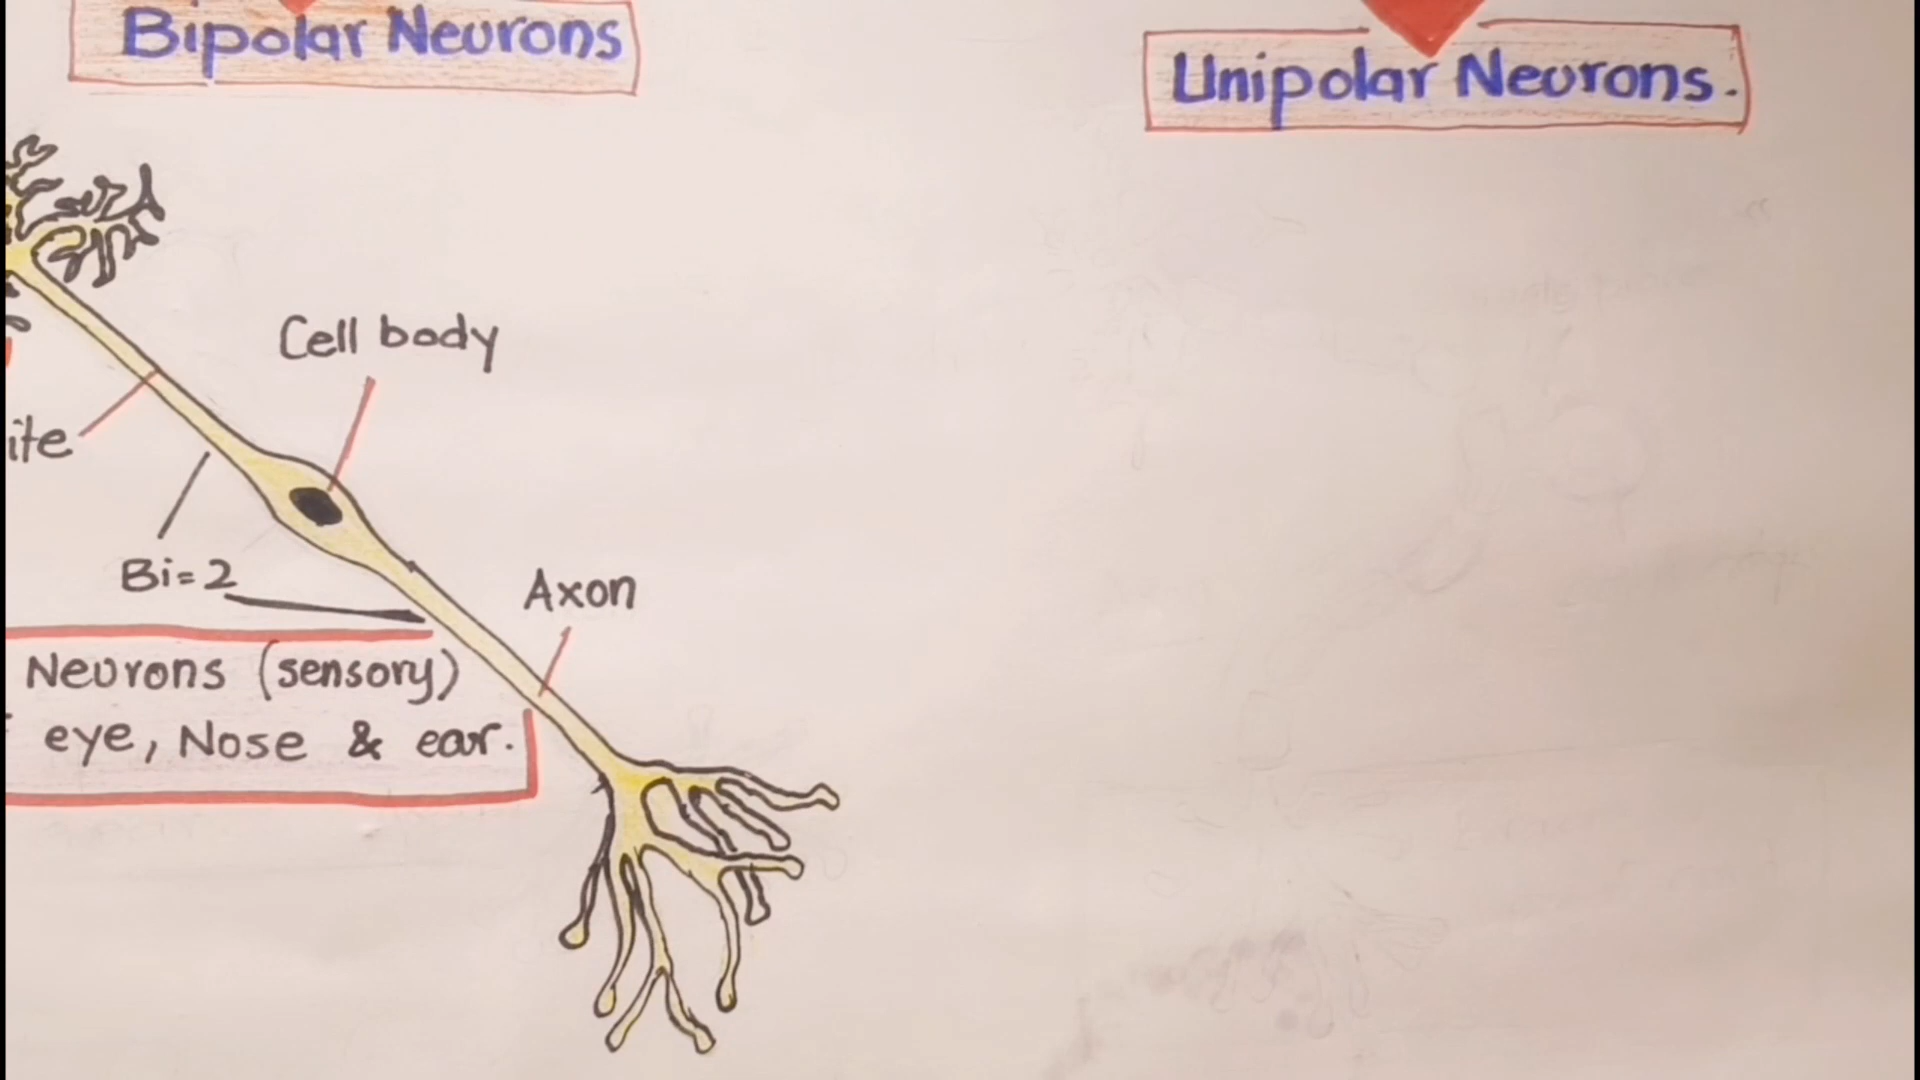 Bipolar Neurons
Unipolar Neurons.
Cell body
ite
Bi=2
Axon
Neurons (sensory)
eye, Nose & ear.